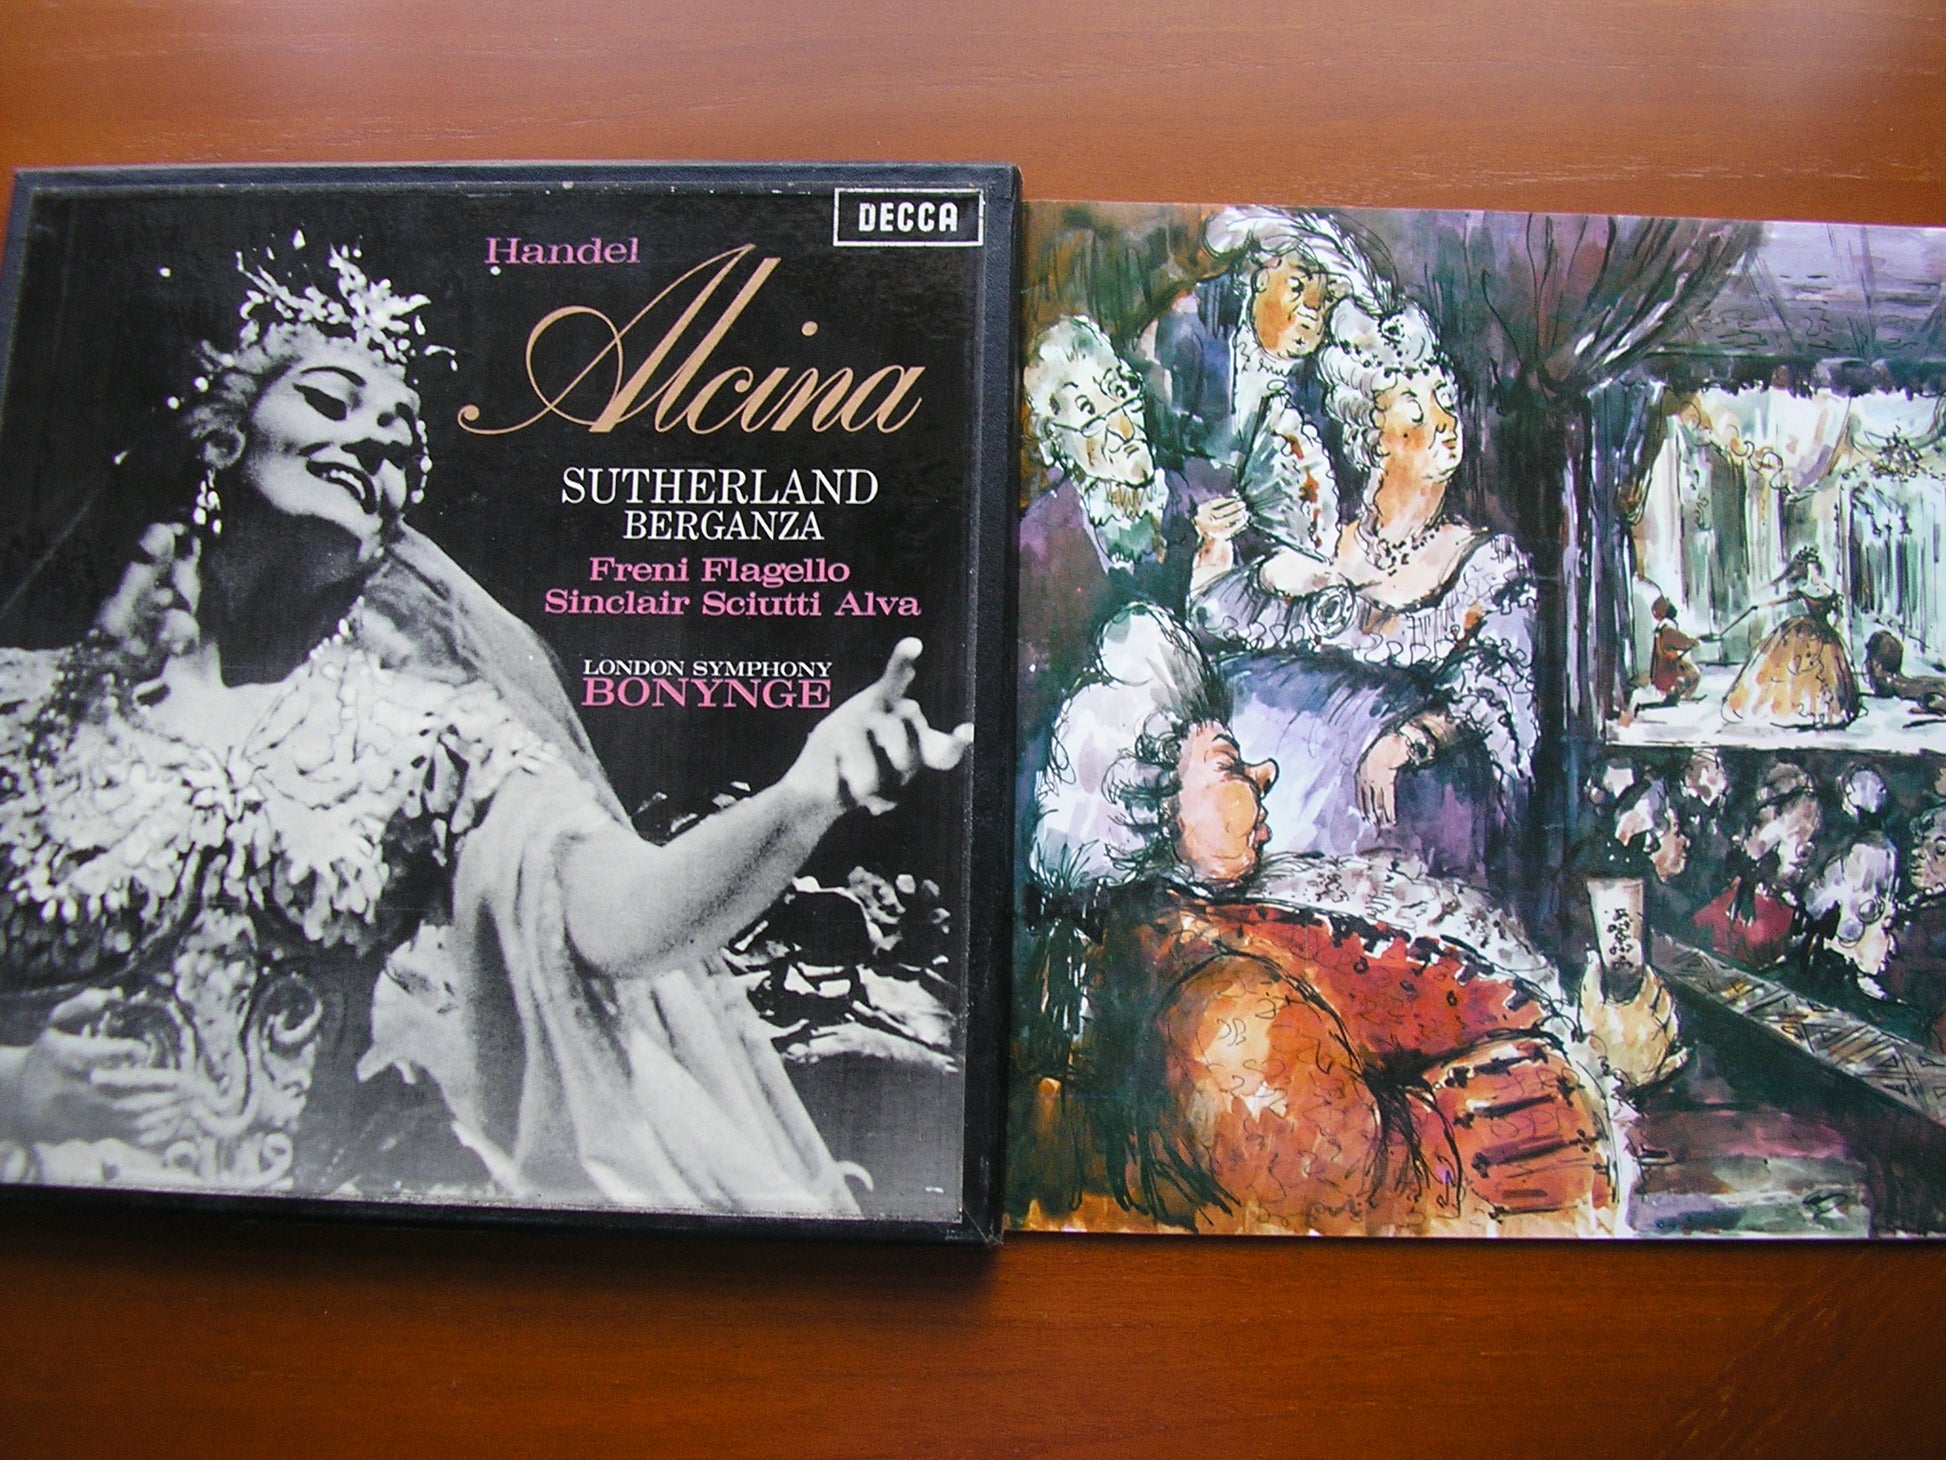 DECCA
Handel
Alcina
SUTHERLAND
BERGANZA
Freni Flagello
Sinclair Sciutti Alva
LONDON SYMPHONY
BONYNGE